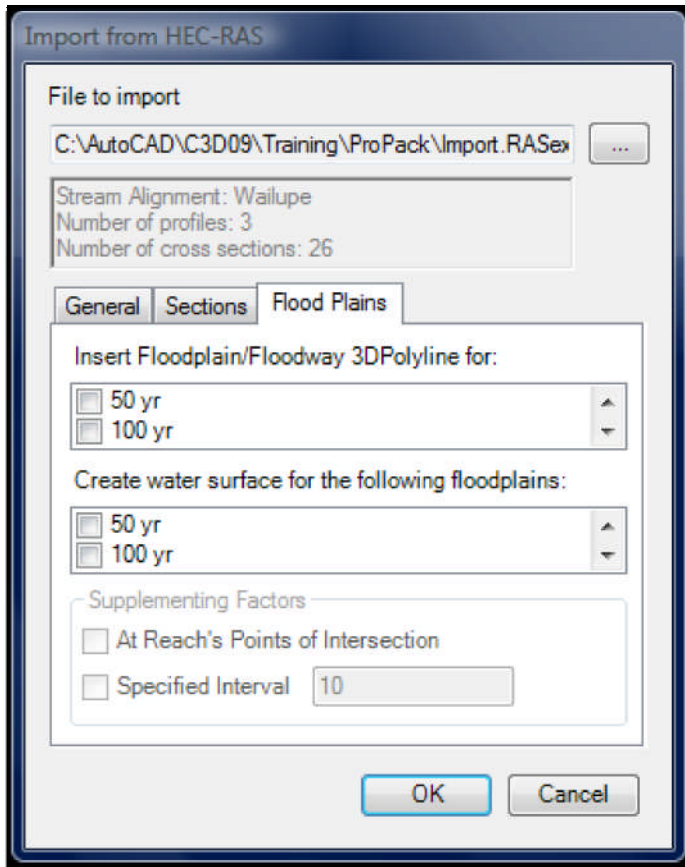 Import from HEC-RAS
File to import
C:\AutoCAD\C3D09\Training\ProPack\Import.RASex
...
Stream Alignment: Wailupe
Number of profiles: 3
Number of cross sections: 26
General Sections Flood Plains
Insert Floodplain/Floodway 3DPolyline for:
50 yr
100 yr
Create water surface for the following floodplains:
50 yr
100 yr
Supplementing Factors
At Reach's Points of Intersection
Specified Interval 10
OK Cancel